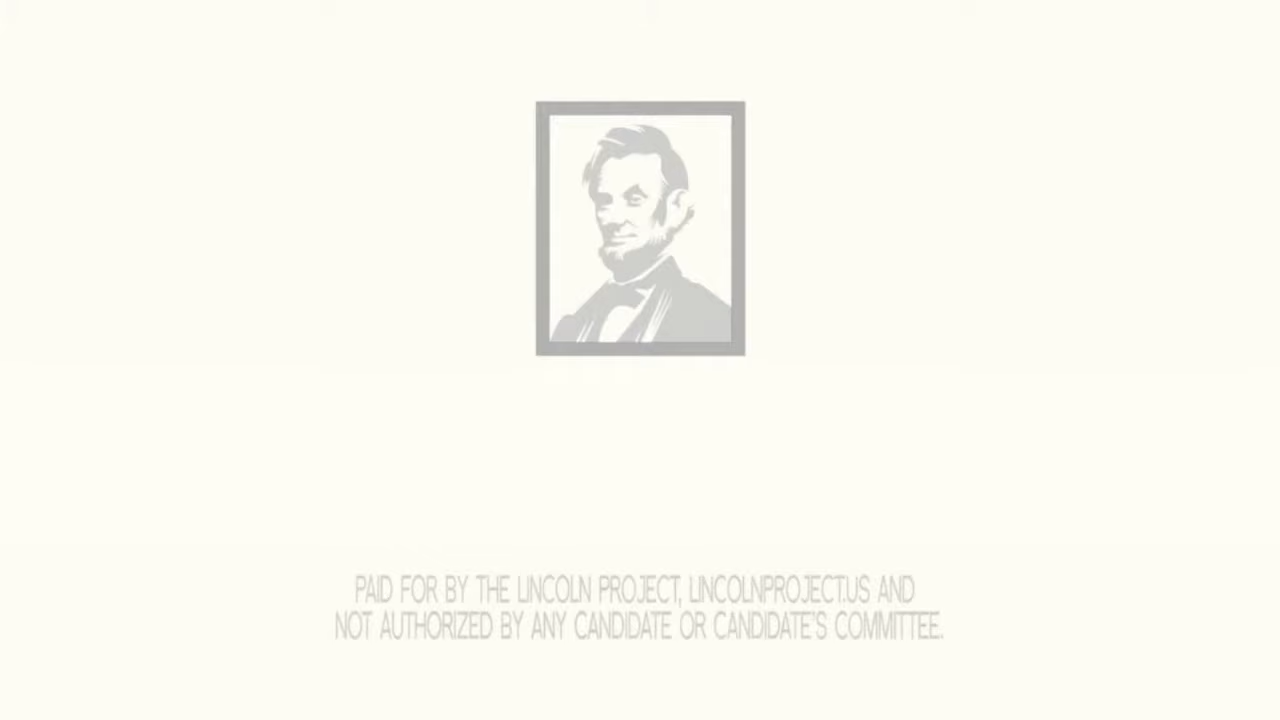 PAID FOR BY THE LINCOLN PROJECT, LINCOLNPROJECT.US AND
NOT AUTHORIZED BY ANY CANDIDATE OR CANDIDATE'S COMMITTEE.